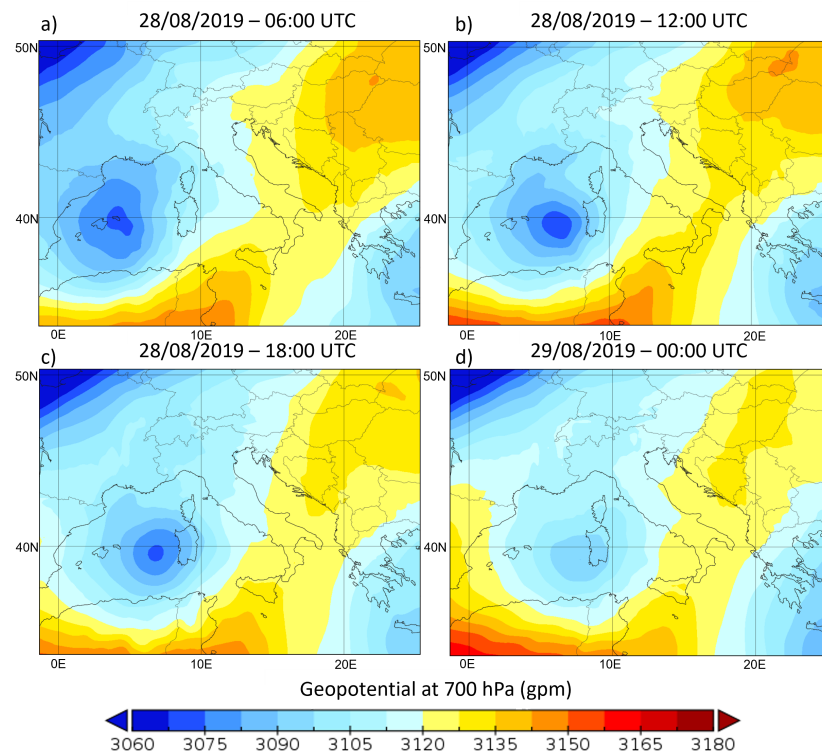 a) 28/08/2019 – 06:00 UTC
b) 28/08/2019 – 12:00 UTC
50N
40N
0E 10E 20E
0E 10E 20E
c) 28/08/2019 – 18:00 UTC
d) 29/08/2019 – 00:00 UTC
50N 50N
40N 40N
0E 10E 20E
0E 10E 20E
Geopotential at 700 hPa (gpm)
3060 3075 3090 3105 3120 3135 3150 3165 3180